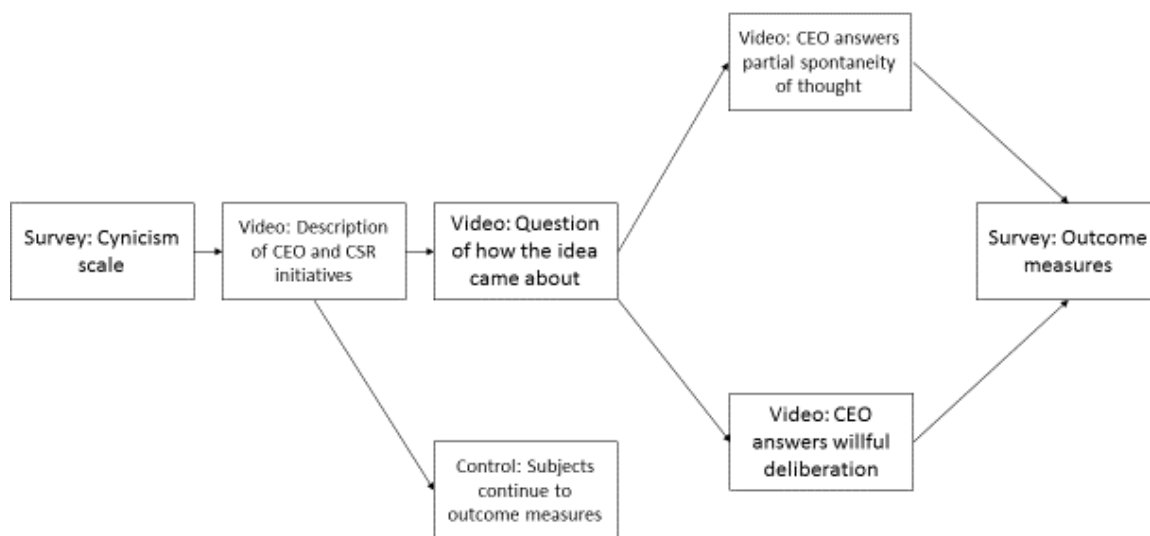 Survey: Cynicism
scale
Video: Description
of CEO and CSR
initiatives
Video: Question
of how the idea
came about
Video: CEO answers
partial spontaneity
of thought
Video: CEO
answers willful
deliberation
Control: Subjects
continue to
outcome measures
Survey: Outcome
measures